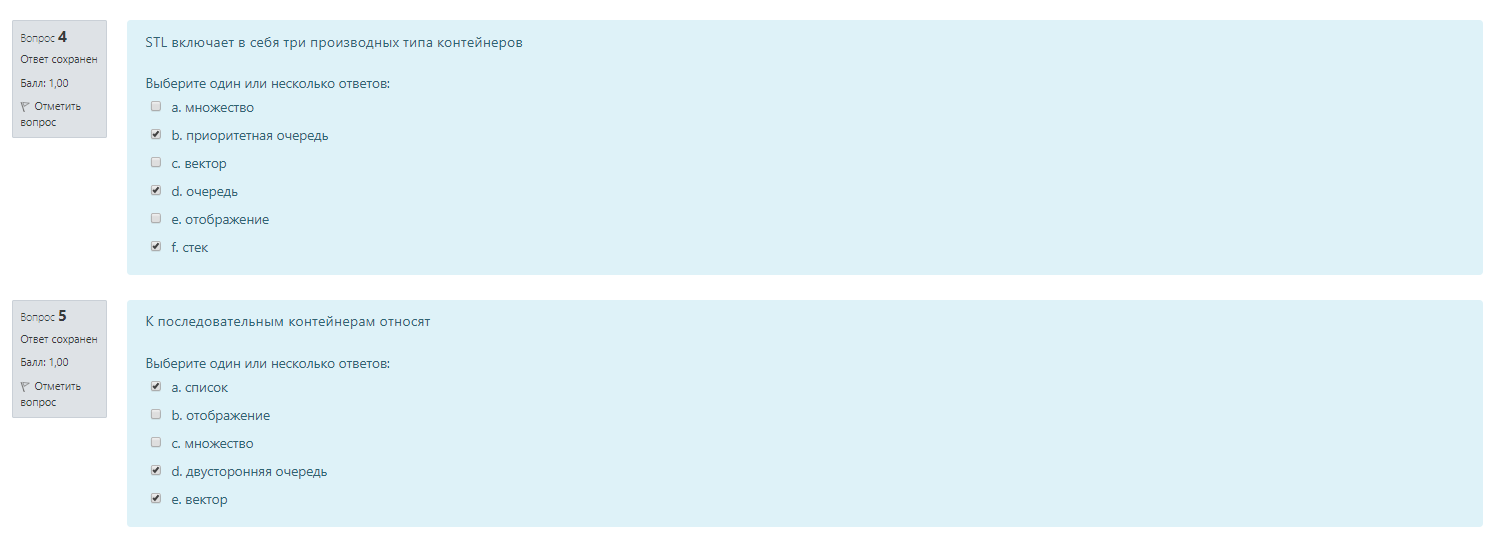 Вопрос 4
Ответ сохранен
Балл: 1,00
Отметить
вопрос
STL включает в себя три производных типа контейнеров
Выберите один или несколько ответов:
a. множество
b. приоритетная очередь
c. вектор
d. очередь
e. отображение
f. стек
Вопрос 5
Ответ сохранен
Балл: 1,00
Отметить
вопрос
К последовательным контейнерам относят
Выберите один или несколько ответов:
a. список
b. отображение
c. множество
d. двусторонняя очередь
e. вектор